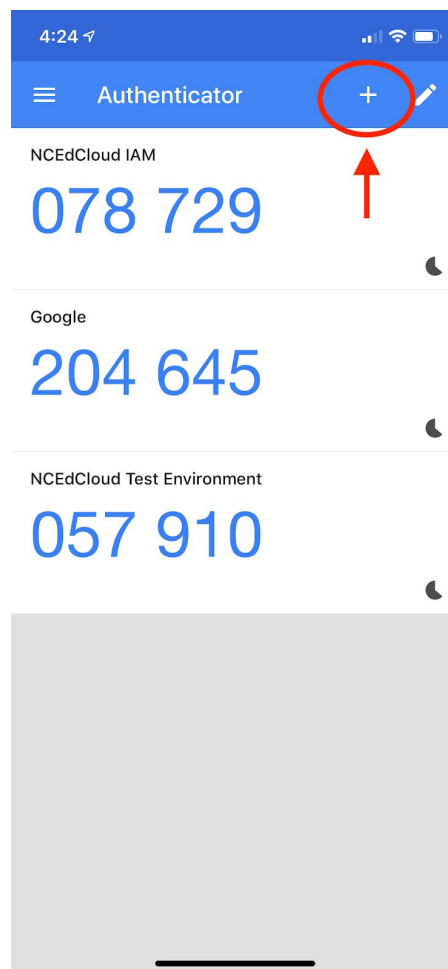 4:24
Authenticator
NCEdCloud IAM
078 729
Google
204 645
NCEdCloud Test Environment
057 910